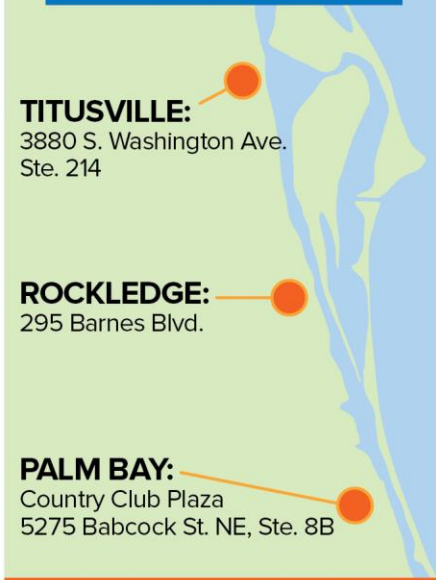 TITUSVILLE:
3880 S. Washington Ave.
Ste. 214
ROCKLEDGE:
295 Barnes Blvd.
PALM BAY:
Country Club Plaza
5275 Babcock St. NE, Ste. 8B